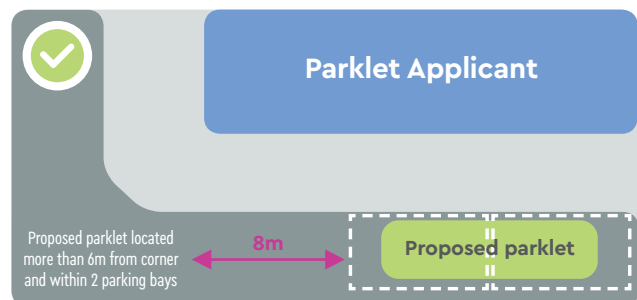 Parklet Applicant
Proposed parklet located
more than 6m from corner
and within 2 parking bays
8m
Proposed parklet